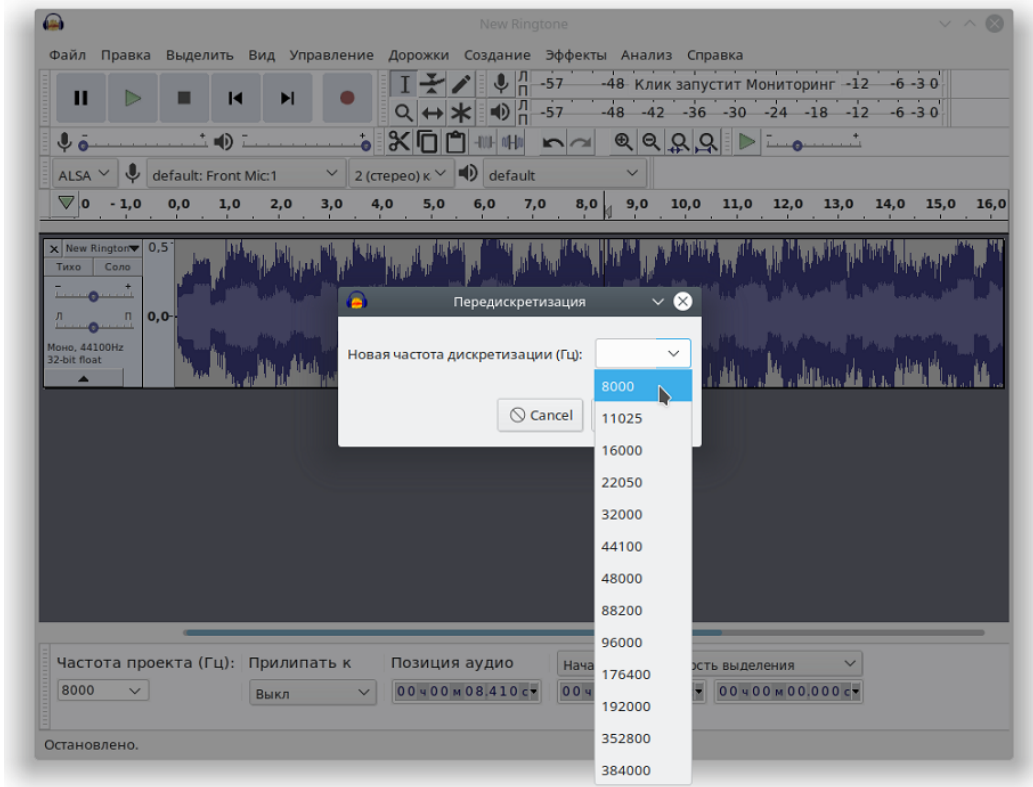 New Ringtone
Файл Правка Выделить Вид Управление Дорожки Создание Эффекты Анализ Справка
Л П -57 -48 Клик запустит Мониторинг -12 -6 -3 0
Л П -57 -48 -42 -36 -30 -24 -18 -12 -6 -3 0
- + - +
- +
ALSA default: Front Mic:1 2 (стерео) к default
0 - 1,0 0,0 1,0 2,0 3,0 4,0 5,0 6,0 7,0 8,0 9,0 10,0 11,0 12,0 13,0 14,0 15,0 16,0
x New Rington 0,5
Тихо Соло
- +
Л П 0,0
Моно, 44100Hz
32-bit float
Передискретизация
Новая частота дискретизации (Гц):
Cancel
8000
11025
16000
22050
32000
44100
48000
88200
96000
176400
192000
352800
384000
Частота проекта (Гц): Прилипать к Позиция аудио Нача ость выделения
8000 Выкл 00 ч 00 м 08,410 с 00 ч 00 ч 00 м 00,000 с
Остановлено.